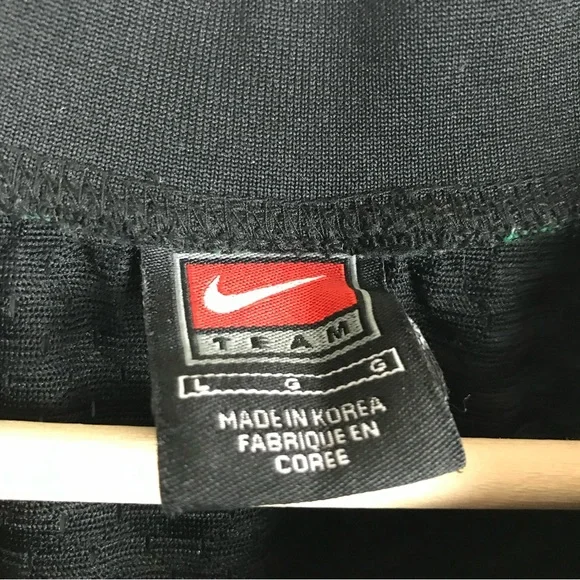 TEAM
L G G
MADE IN KOREA
FABRIQUE EN
COREE